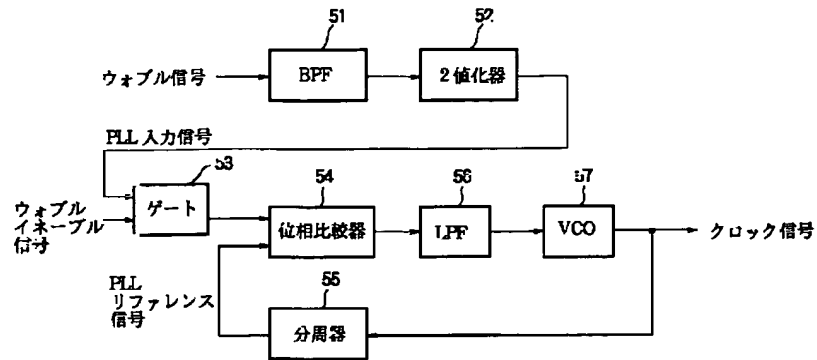 51
52
ウォブル信号
BPF
2値化器
PLL入力信号
53
54
56
57
ゲート
ウォブル
イネーブル
信号
位相比較器
LPF
VCO
クロック信号
PLL
リファレンス
信号
55
分周器